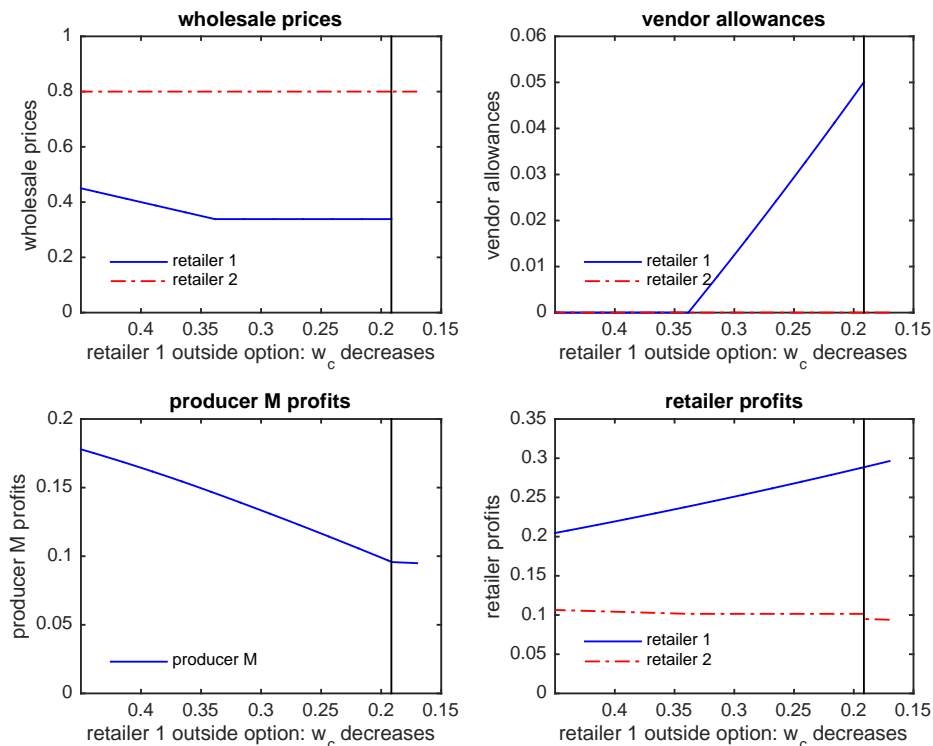 wholesale prices
wholesale prices
1
0.8
0.6
0.4
0.2
0
retailer 1
retailer 2
0.4 0.35 0.3 0.25 0.2 0.15
retailer 1 outside option: w_c decreases
vendor allowances
vendor allowances
0.06
0.05
0.04
0.03
0.02
0.01
0
retailer 1
retailer 2
0.4 0.35 0.3 0.25 0.2 0.15
retailer 1 outside option: w_c decreases
producer M profits
producer M profits
0.2
0.15
0.1
0.05
0
producer M
0.4 0.35 0.3 0.25 0.2 0.15
retailer 1 outside option: w_c decreases
retailer profits
retailer profits
0.35
0.3
0.25
0.2
0.15
0.1
0.05
0
retailer 1
retailer 2
0.4 0.35 0.3 0.25 0.2 0.15
retailer 1 outside option: w_c decreases